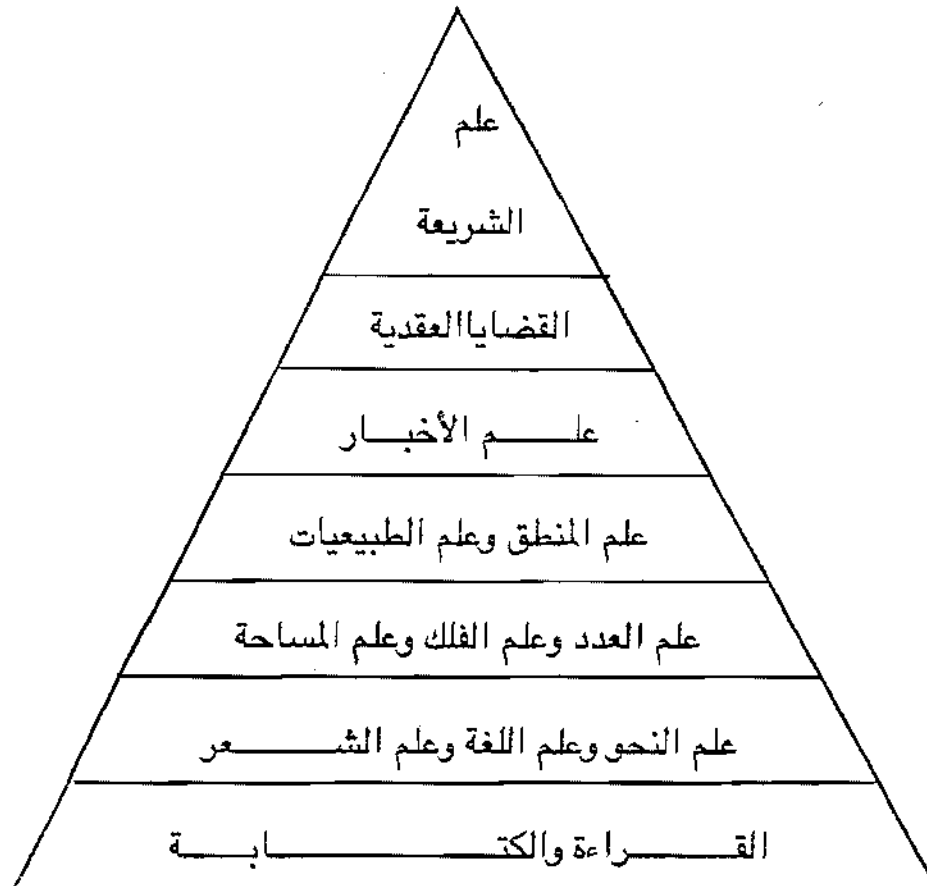 علم
الشريعة
القضايا العقدية
علم الأخبار
علم المنطق وعلم الطبيعيات
علم العدد وعلم الفلك وعلم المساحة
علم النحو وعلم اللغة وعلم الشعر
القراءة والكتابة